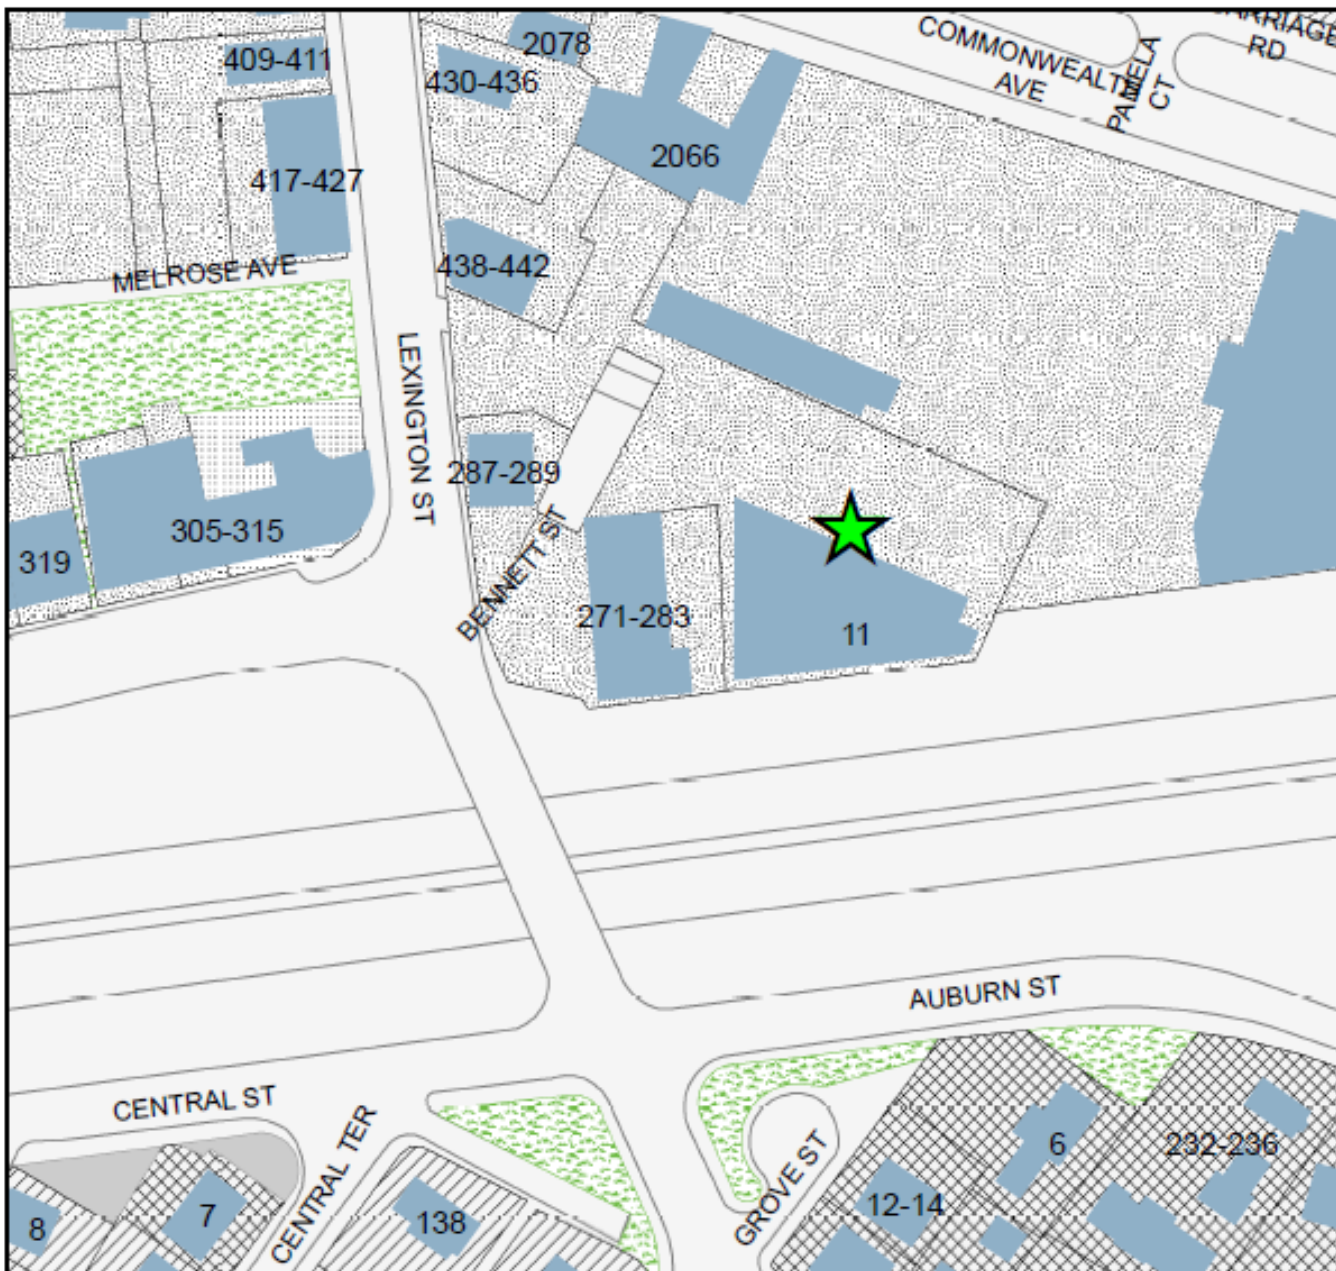 409-411
2078
430-436
COMMONWEALTH
AVE
PAMELA
CT
RD
2066
417-427
MELROSE AVE
438-442
LEXINGTON ST
287-289
305-315
319
BENNETT ST
271-283
11
AUBURN ST
CENTRAL ST
CENTRAL TER
GROVE ST
6
232-236
12-14
138
7
8